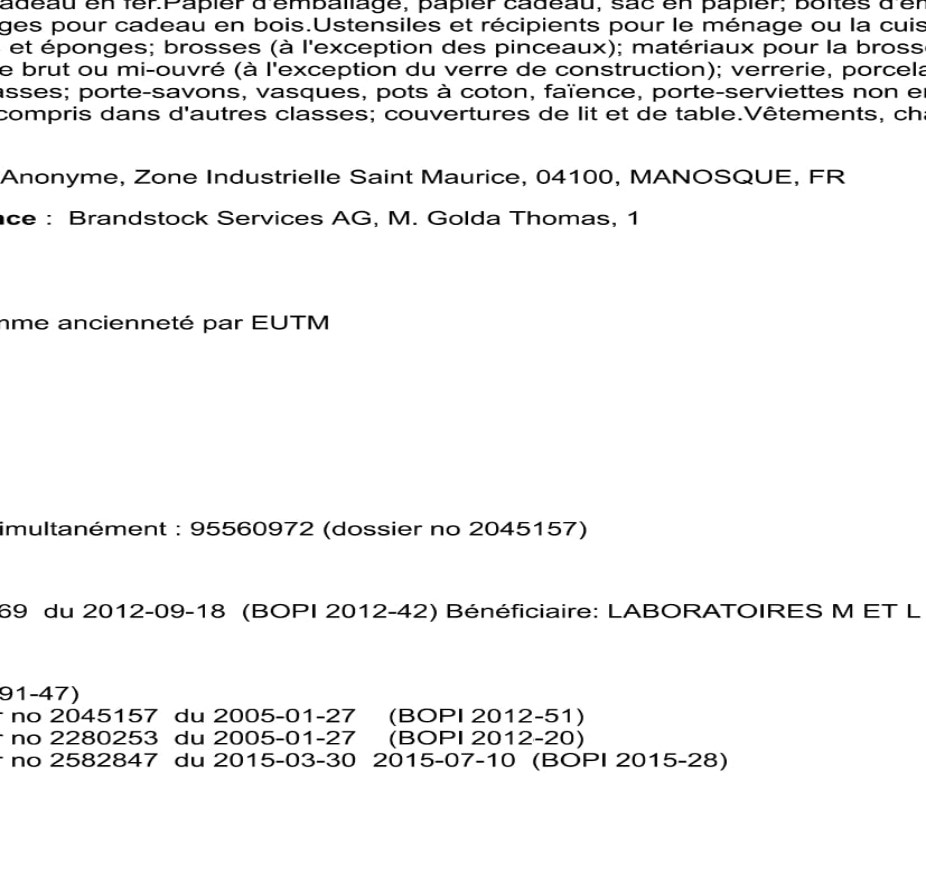 cadeau en fer.Papier d'emballage, papier cadeau, sac en papier; boîtes d'em
ges pour cadeau en bois.Ustensiles et récipients pour le ménage ou la cuis
s et éponges; brosses (à l'exception des pinceaux); matériaux pour la bross
e brut ou mi-ouvré (à l'exception du verre de construction); verrerie, porcela
asses; porte-savons, vasques, pots à coton, faïence, porte-serviettes non e
compris dans d'autres classes; couvertures de lit et de table.Vêtements, cha
Anonyme, Zone Industrielle Saint Maurice, 04100, MANOSQUE, FR
nce : Brandstock Services AG, M. Golda Thomas, 1
mme ancienneté par EUTM
imultanément : 95560972 (dossier no 2045157)
69 du 2012-09-18 (BOPI 2012-42) Bénéficiaire: LABORATOIRES M ET L
91-47)
r no 2045157 du 2005-01-27 (BOPI 2012-51)
r no 2280253 du 2005-01-27 (BOPI 2012-20)
r no 2582847 du 2015-03-30 2015-07-10 (BOPI 2015-28)